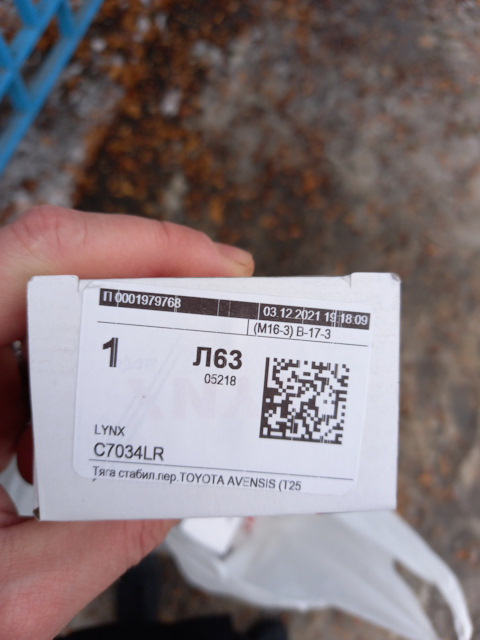 П 0001979768
03.12.2021 19:18:09
(М16-3) В-17-3
1
Л63
05218
LYNX
C7034LR
Тяга стабил.пер.TOYOTA AVENSIS (T25